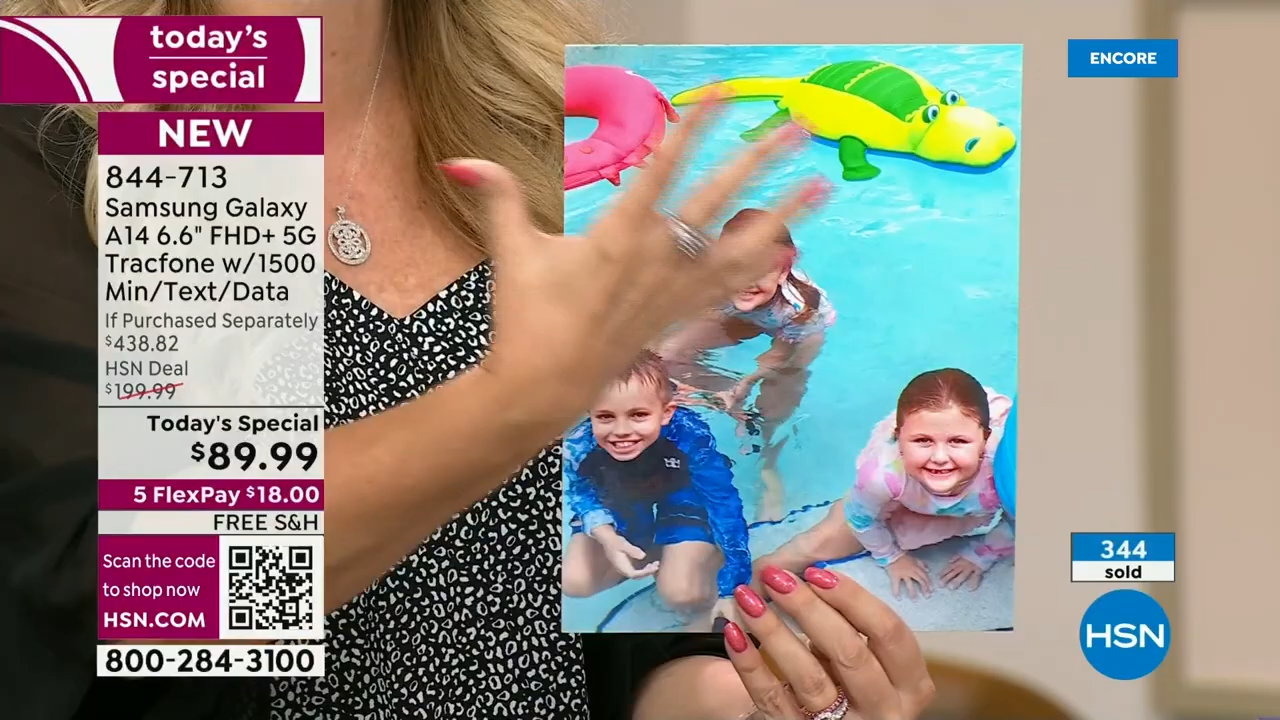 today's
special
NEW
844-713
Samsung Galaxy
A14 6.6" FHD+ 5G
Tracfone w/1500
Min/Text/Data
If Purchased Separately
$438.82
HSN Deal
$199.99
Today's Special
$89.99
5 FlexPay $18.00
FREE S&H
Scan the code
to shop now
HSN.COM
800-284-3100
ENCORE
344
sold
HSN